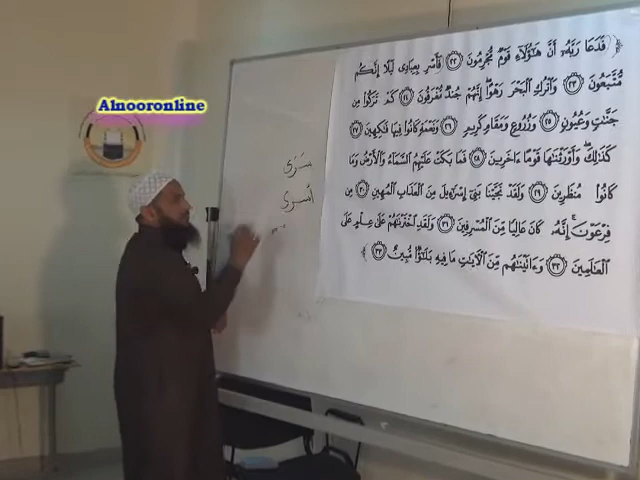 Alnooronline
﴿ فَدَعَا رَبَّهُۥٓ أَنَّ هَٰٓؤُلَآءِ قَوۡمٞ مُّجۡرِمُونَ ٢٢ فَأَسۡرِ بِعِبَادِي لَيۡلًا إِنَّكُم
مُّتَّبَعُونَ ٢٣ وَٱتۡرُكِ ٱلۡبَحۡرَ رَهۡوًاۖ إِنَّهُمۡ جُندٞ مُّغۡرَقُونَ ٢٤ كَمۡ تَرَكُواْ مِن
جَنَّٰتٖ وَعُيُونٖ ٢٥ وَزُرُوعٖ وَمَقَامٖ كَرِيمٖ ٢٦ وَنَعۡمَةٖ كَانُواْ فِيهَا فَٰكِهِينَ ٢٧
كَذَٰلِكَۖ وَأَوۡرَثۡنَٰهَا قَوۡمًا ءَاخَرِينَ ٢٨ فَمَا بَكَتۡ عَلَيۡهِمُ ٱلسَّمَآءُ وَٱلۡأَرۡضُ وَمَا
كَانُواْ مُنظَرِينَ ٢٩ وَلَقَدۡ نَجَّيۡنَا بَنِيٓ إِسۡرَٰٓءِيلَ مِنَ ٱلۡعَذَابِ ٱلۡمُهِينِ ٣٠ مِن
فِرۡعَوۡنَۚ إِنَّهُۥ كَانَ عَالِيٗا مِّنَ ٱلۡمُسۡرِفِينَ ٣١ وَلَقَدِ ٱخۡتَرۡنَٰهُمۡ عَلَىٰ عِلۡمٍ عَلَى
ٱلۡعَٰلَمِينَ ٣٢ وَءَاتَيۡنَٰهُم مِّنَ ٱلۡأٓيَٰتِ مَا فِيهِ بَلَٰٓؤٞاْ مُّبِينٌ ٣٣ ﴾
سَرَى
أسرى